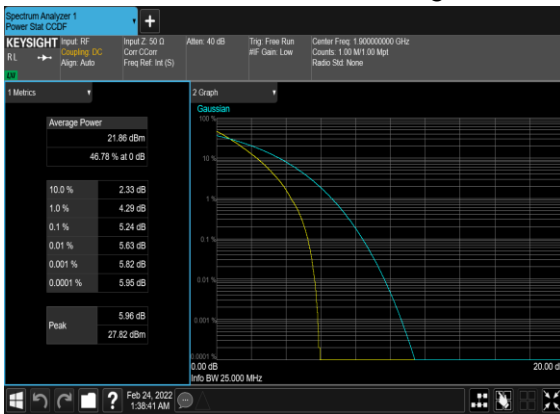 Spectrum Analyzer 1
Power Stat CCDF
KEYSIGHT
RL
LV
Input: RF
Coupling: DC
Align: Auto
Input Z: 50 Ω
Corr CCorr
Freq Ref: Int (S)
Atten: 40 dB
Trig: Free Run
#IF Gain: Low
Center Freq: 1.900000000 GHz
Counts: 1.00 M/1.00 Mpt
Radio Std: None
1 Metrics
Average Power
21.86 dBm
46.78 % at 0 dB
10.0 % 2.33 dB
1.0 % 4.29 dB
0.1 % 5.24 dB
0.01 % 5.63 dB
0.001 % 5.82 dB
0.0001 % 5.95 dB
Peak
5.96 dB
27.82 dBm
2 Graph
Gaussian
100 %
10 %
1 %
0.1 %
0.01 %
0.001 %
0.0001 %
0.00 dB
20.00 d
Info BW 25.000 MHz
Feb 24, 2022
1:38:41 AM